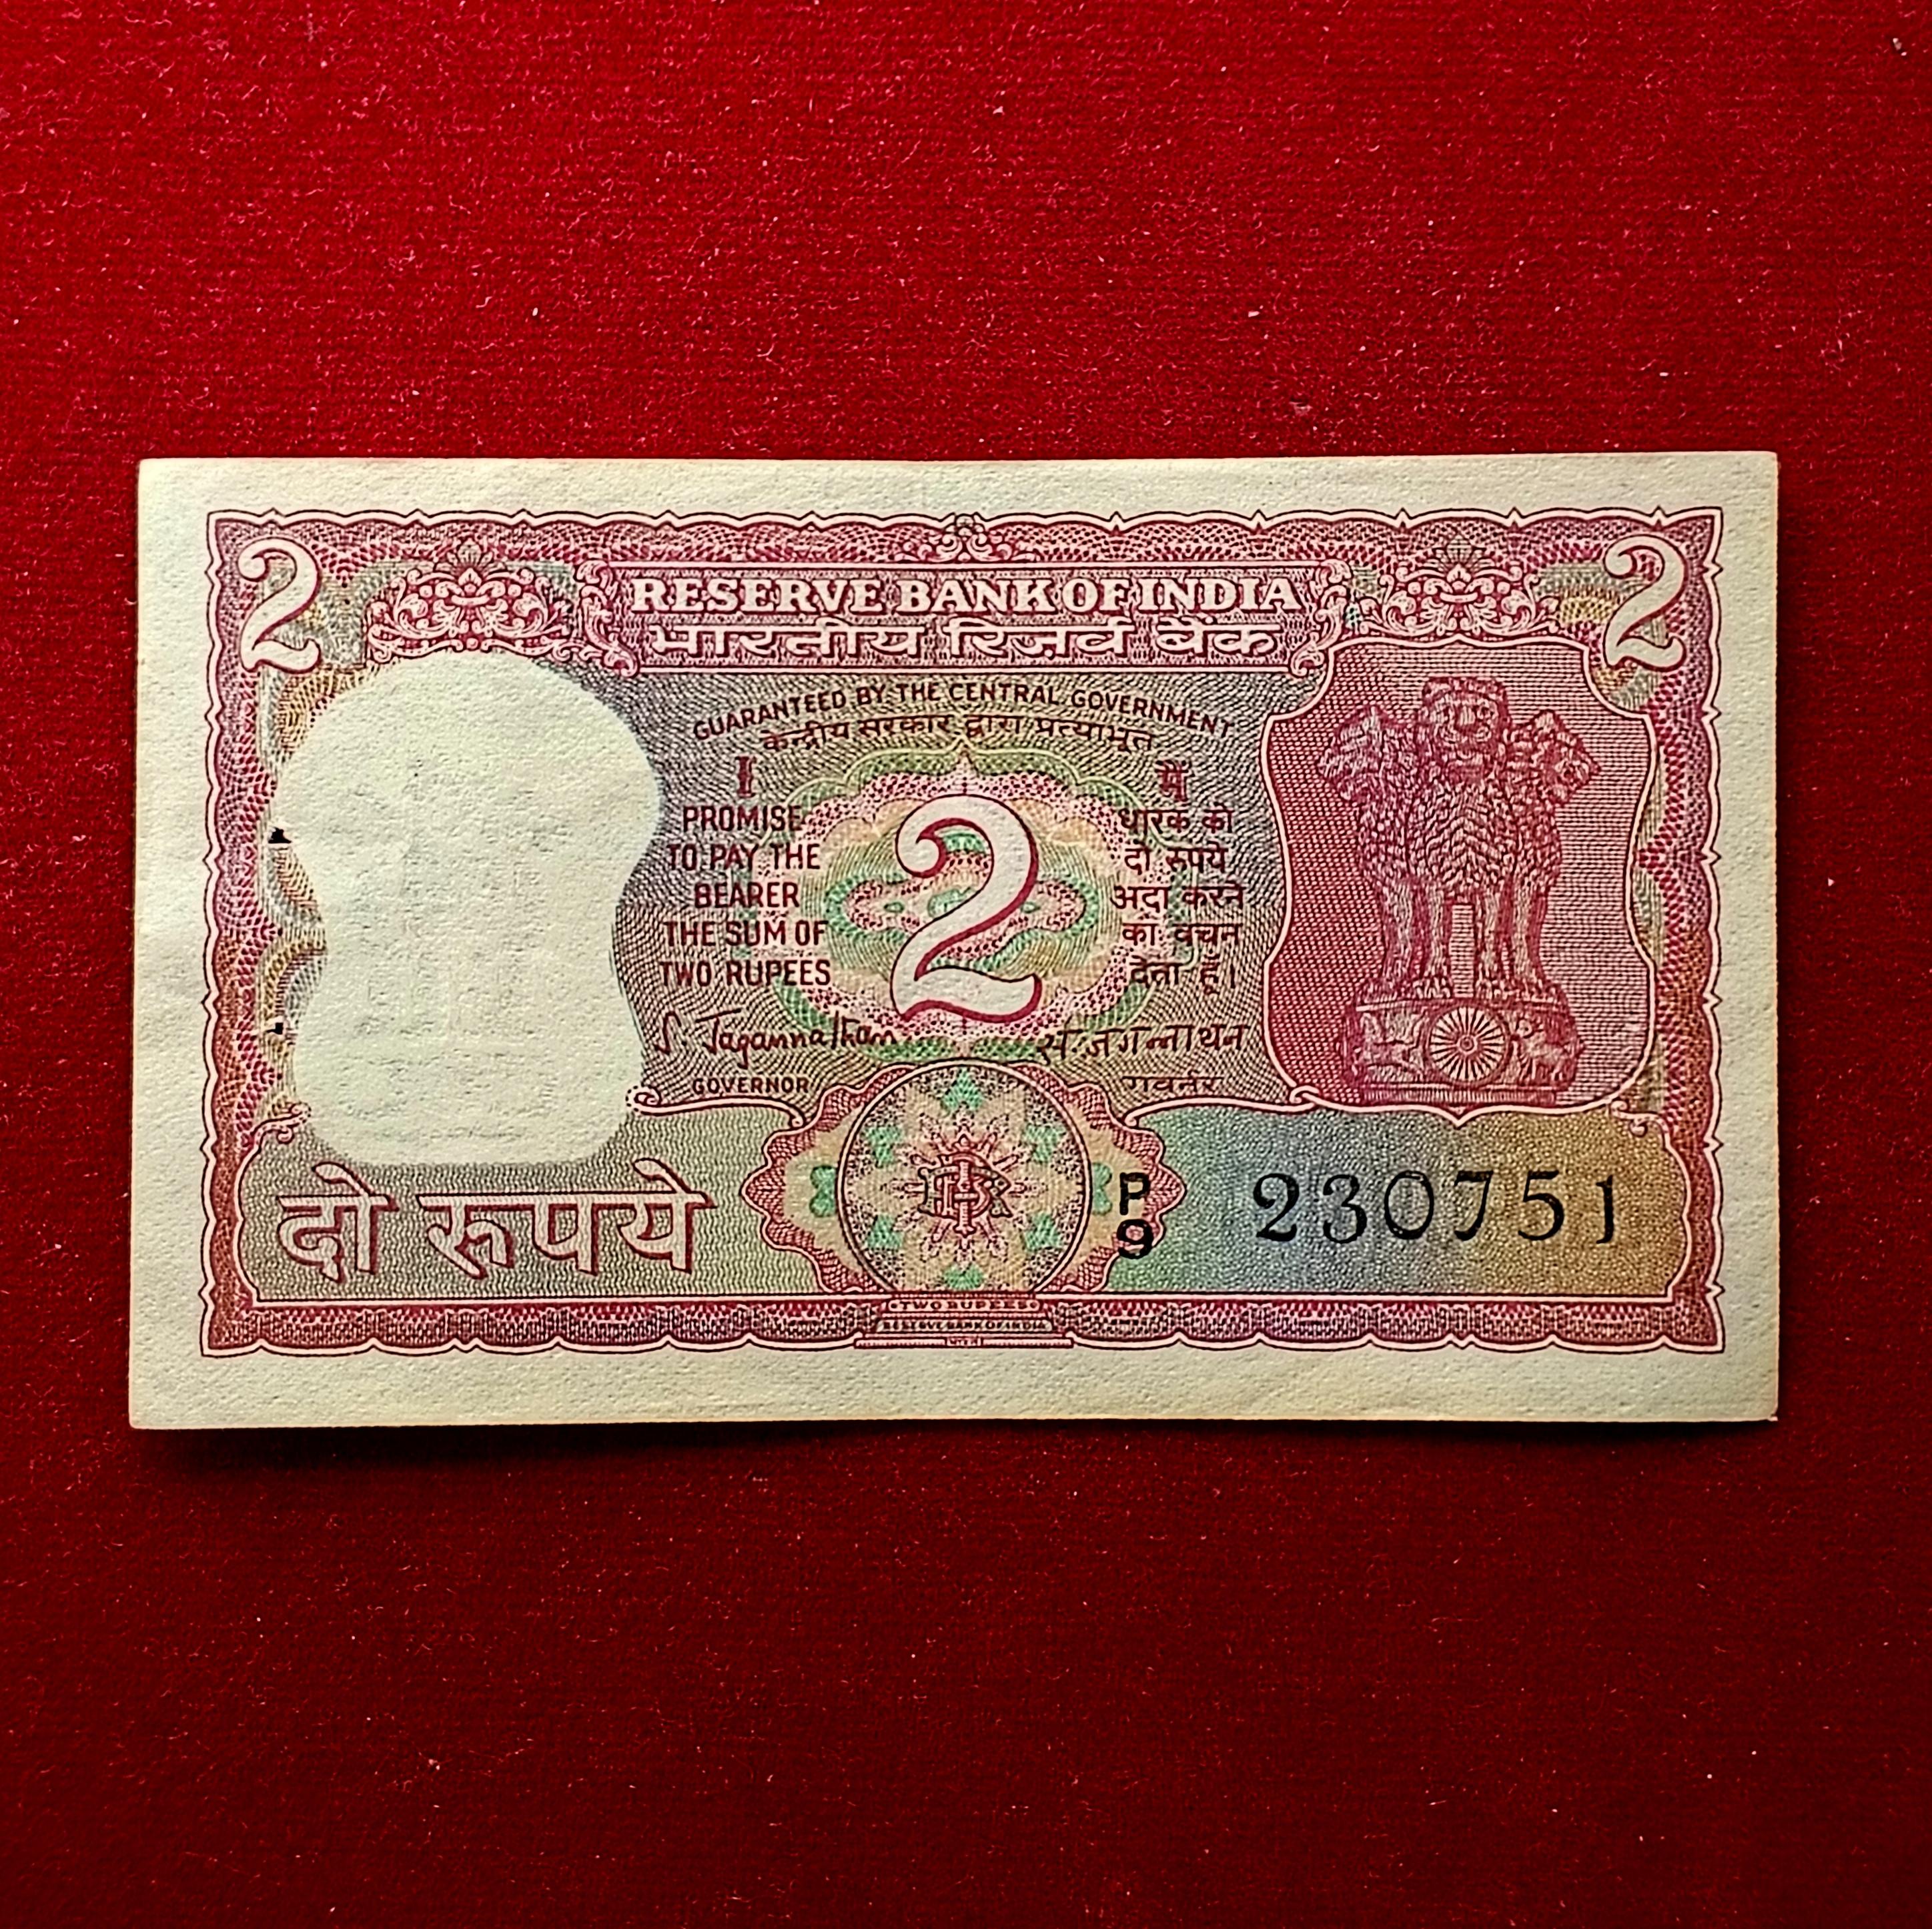 2 2
RESERVE BANK OF INDIA
भारतीय रिजर्व बैंक
GUARANTEED BY THE CENTRAL GOVERNMENT
केन्द्रीय सरकार द्वारा प्रत्याभूत
I
PROMISE
TO PAY THE
BEARER
THE SUM OF
TWO RUPEES
2
मैं
धारक को
दो रुपये
अदा करने
का वचन
देता हूँ।
S. Jagannathan
GOVERNOR
स. जगन्नाथन
गवर्नर
दो रूपये
P
9
230751
TWO RUPEES
RESERVE BANK OF INDIA